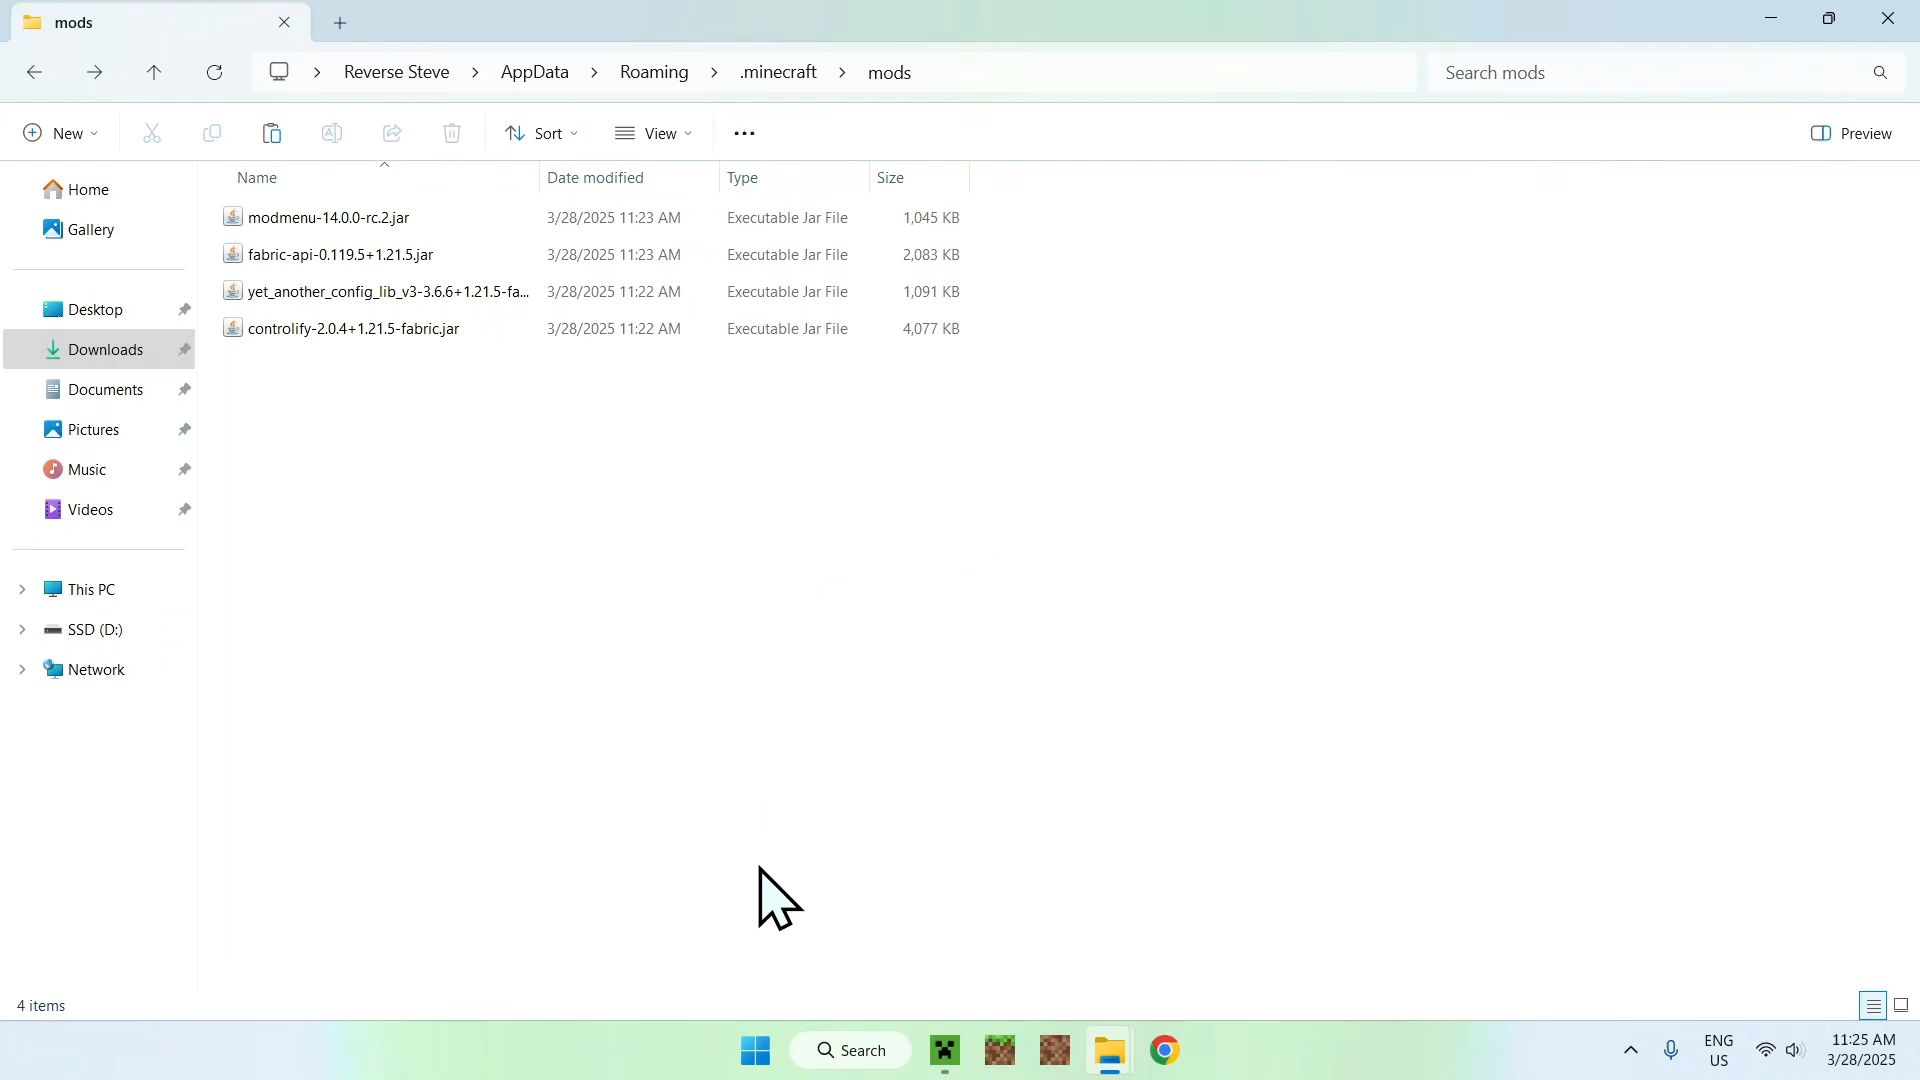 mods
Reverse Steve > AppData > Roaming > .minecraft > mods
Search mods
New
Sort
View
Preview
Name Date modified Type Size
modmenu-14.0.0-rc.2.jar 3/28/2025 11:23 AM Executable Jar File 1,045 KB
fabric-api-0.119.5+1.21.5.jar 3/28/2025 11:23 AM Executable Jar File 2,083 KB
yet_another_config_lib_v3-3.6.6+1.21.5-fa... 3/28/2025 11:22 AM Executable Jar File 1,091 KB
controlify-2.0.4+1.21.5-fabric.jar 3/28/2025 11:22 AM Executable Jar File 4,077 KB
Home
Gallery
Desktop
Downloads
Documents
Pictures
Music
Videos
This PC
SSD (D:)
Network
4 items
Search
ENG
US
11:25 AM
3/28/2025